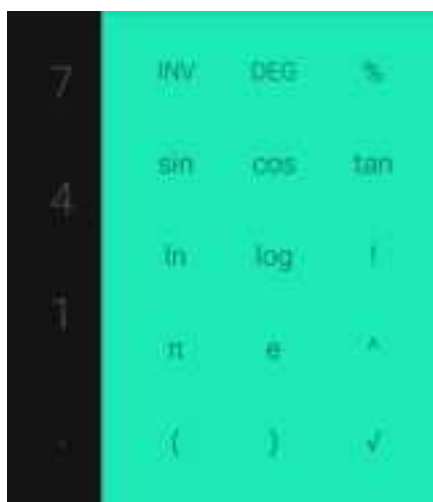 7
INV DEG %
sin cos tan
4
ln log !
1
π e ^
. ( ) √